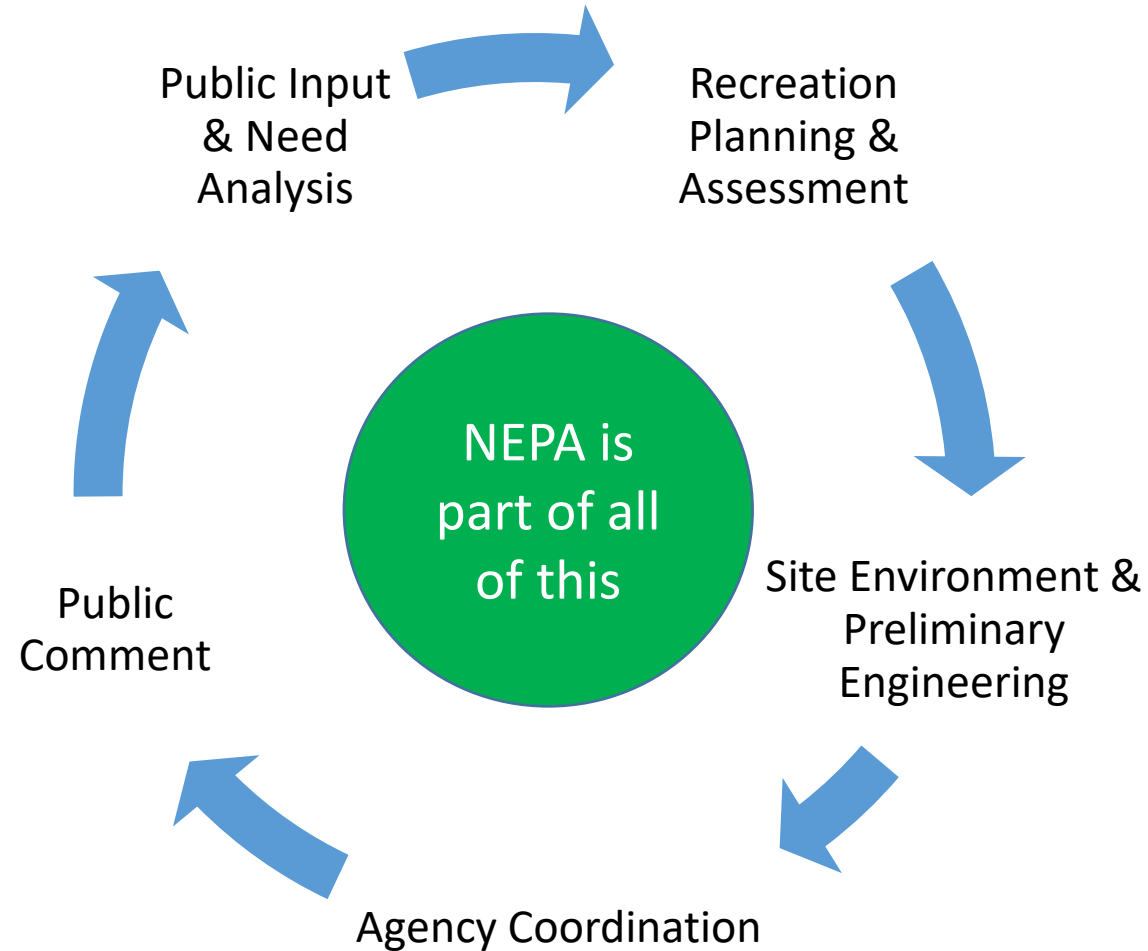 Public Input
& Need
Analysis
Recreation
Planning &
Assessment
Site Environment &
Preliminary
Engineering
Agency Coordination
Public
Comment
NEPA is
part of all
of this